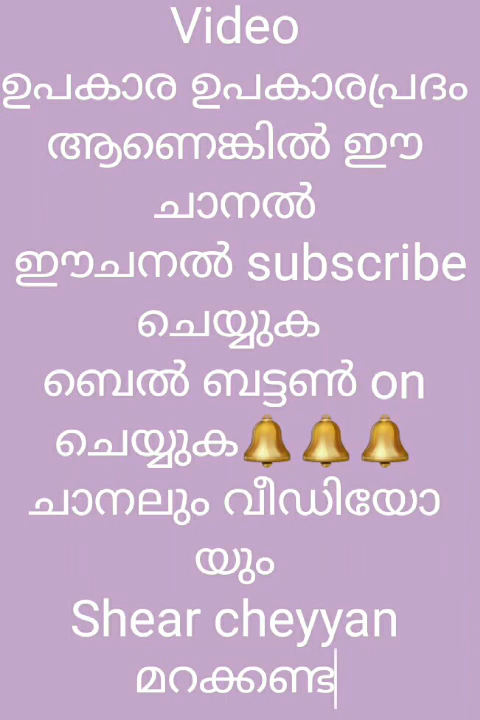 Video
ഉപകാര ഉപകാരപ്രദം
ആണെങ്കിൽ ഈ
ചാനൽ
ഈചനൽ subscribe
ചെയ്യുക
ബെൽ ബട്ടൺ on
ചെയ്യുക🔔🔔🔔
ചാനലും വീഡിയോ
യും
Shear cheyyan
മറക്കണ്ട